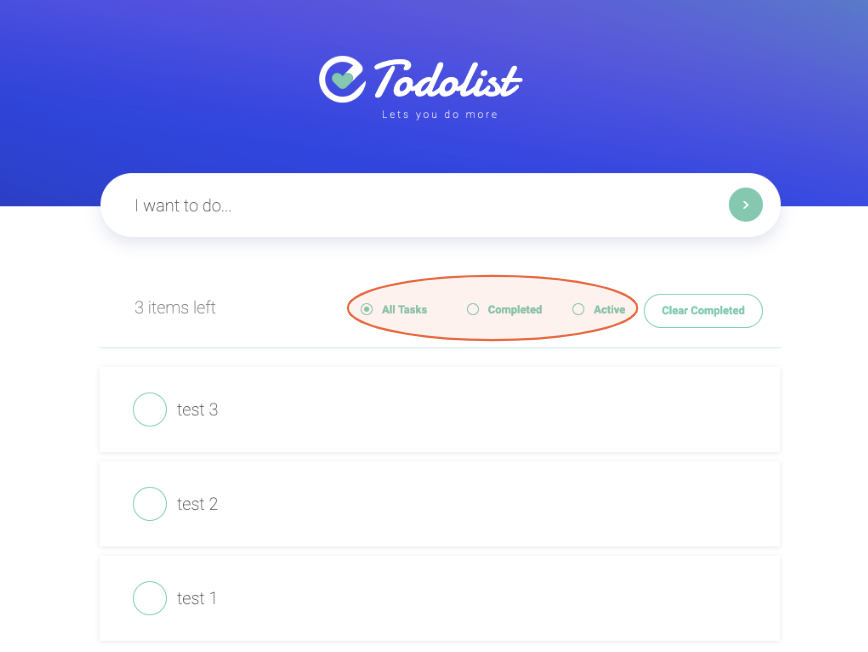 Todolist
Lets you do more
I want to do...
3 items left
All Tasks Completed Active Clear Completed
test 3
test 2
test 1